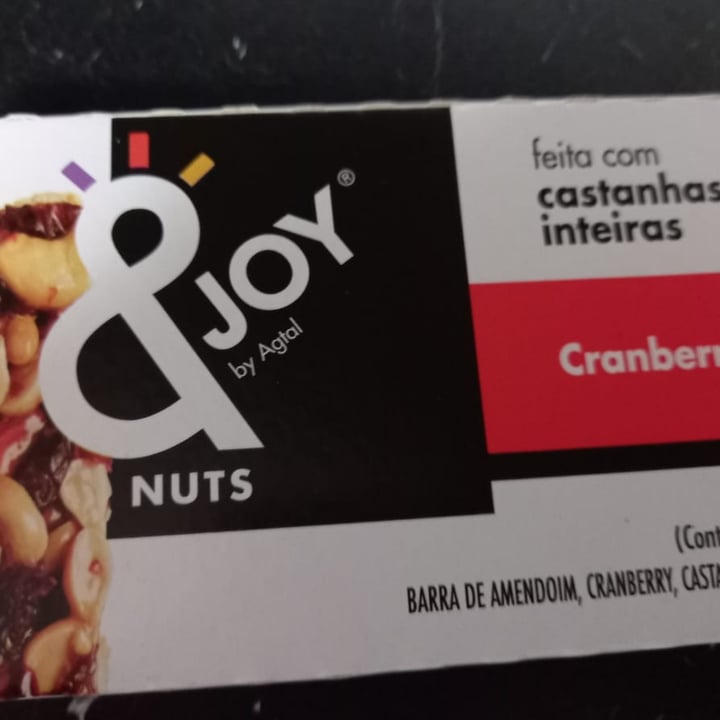 &
JOY®
by Agtal
NUTS
feita com
castanhas
inteiras
Cranberr
(Cont
BARRA DE AMENDOIM, CRANBERRY, CASTA